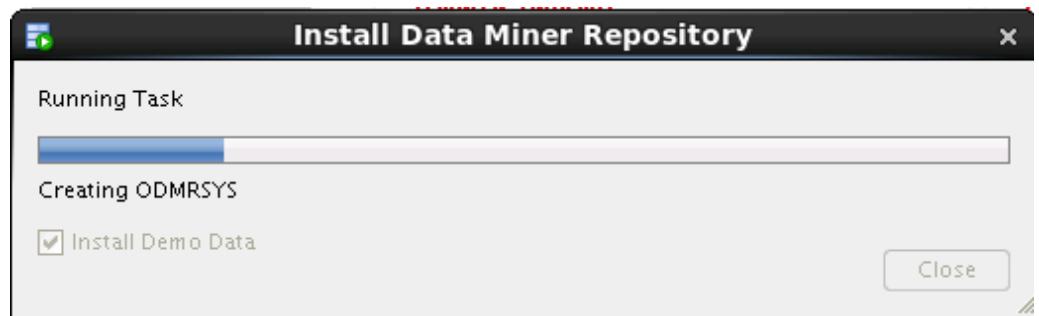 Install Data Miner Repository
Running Task
Creating ODMRSYS
Install Demo Data
Close